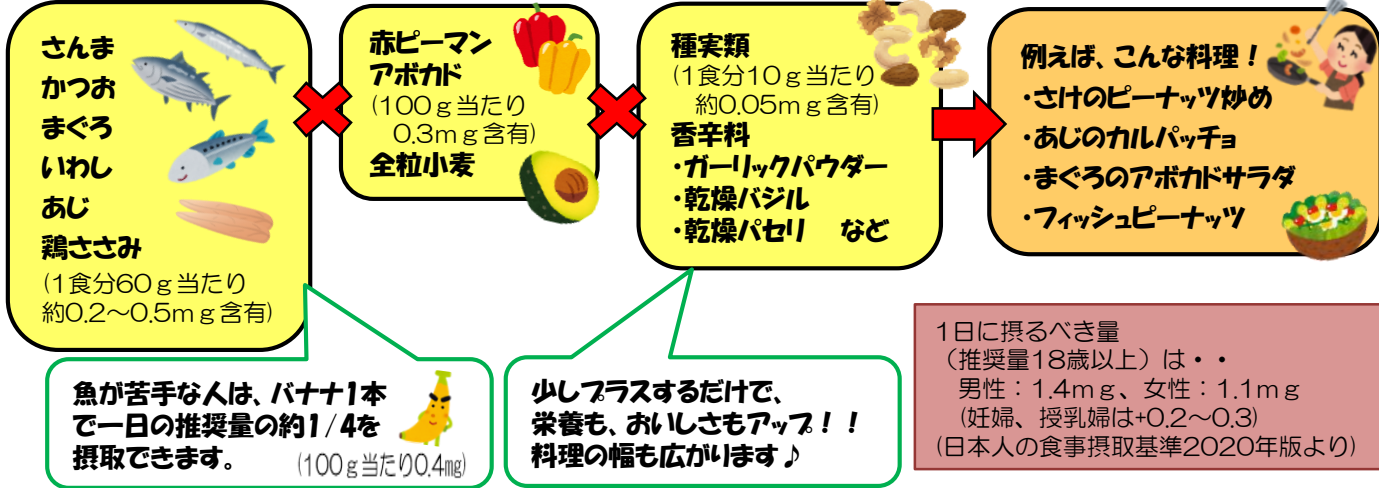 さんま
かつお
まぐろ
いわし
あじ
鶏ささみ
(1食分60ｇ当たり
約0.2～0.5ｍｇ含有)
赤ピーマン
アボカド
(100ｇ当たり
0.3ｍｇ含有)
全粒小麦
種実類
(1食分10ｇ当たり
約0.05ｍｇ含有)
香辛料
・ガーリックパウダー
・乾燥バジル
・乾燥パセリ　など
例えば、こんな料理！
・さけのピーナッツ炒め
・あじのカルパッチョ
・まぐろのアボカドサラダ
・フィッシュピーナッツ
魚が苦手な人は、バナナ1本
で一日の推奨量の約1/4を
摂取できます。　(100ｇ当たり0.4㎎)
少しプラスするだけで、
栄養も、おいしさもアップ！！
料理の幅も広がります♪
1日に摂るべき量
（推奨量18歳以上）は・・
男性：1.4ｍｇ、女性：1.1ｍｇ
(妊婦、授乳婦は+0.2～0.3)
(日本人の食事摂取基準2020年版より)